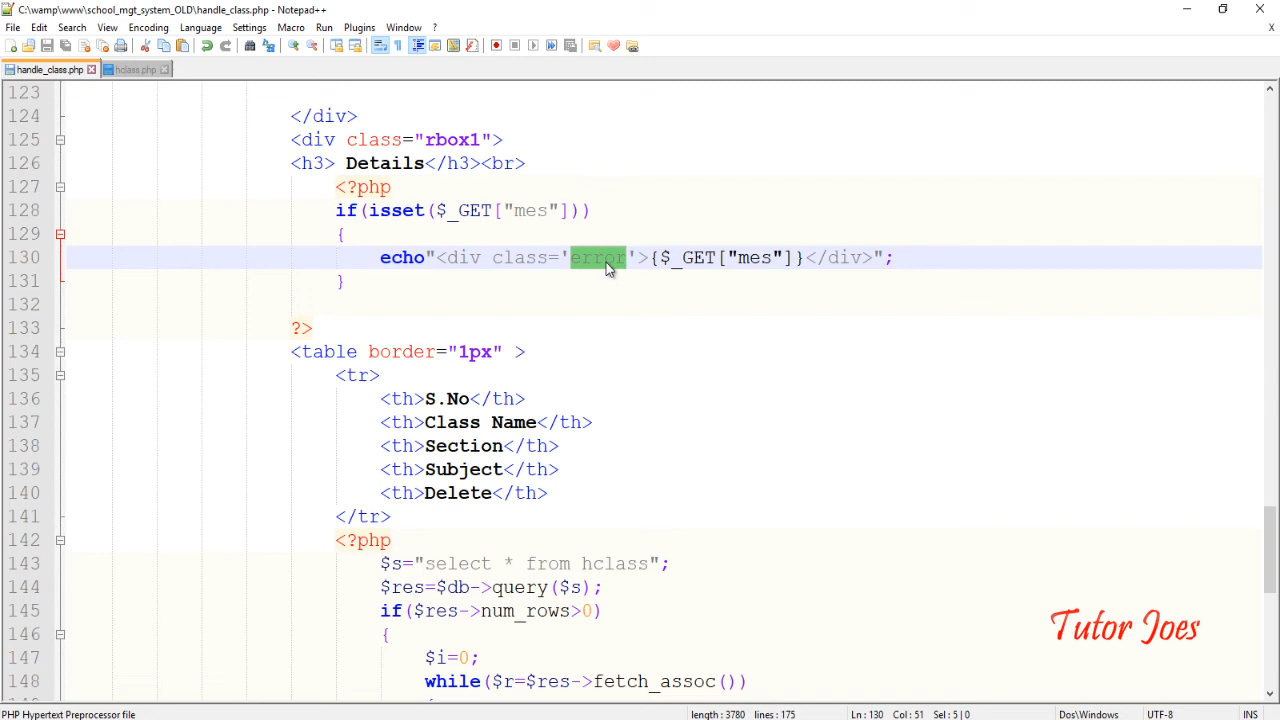 C:\wamp\www\school_mgt_system_OLD\handle_class.php - Notepad++
File Edit Search View Encoding Language Settings Macro Run Plugins Window ?
handle_class.php hclass.php
123
124 </div>
125 <div class="rbox1">
126 <h3> Details</h3><br>
127 <?php
128 if(isset($_GET["mes"]))
129 {
130 echo"<div class='error'>{$_GET["mes"]}</div>";
131 }
132
133 ?>
134 <table border="1px" >
135 <tr>
136 <th>S.No</th>
137 <th>Class Name</th>
138 <th>Section</th>
139 <th>Subject</th>
140 <th>Delete</th>
141 </tr>
142 <?php
143 $s="select * from hclass";
144 $res=$db->query($s);
145 if($res->num_rows>0)
146 {
147 $i=0;
148 while($r=$res->fetch_assoc())
Tutor Joes
PHP Hypertext Preprocessor file length : 3780 lines : 175 Ln : 130 Col : 51 Sel : 5 | 0 Dos\Windows UTF-8 INS